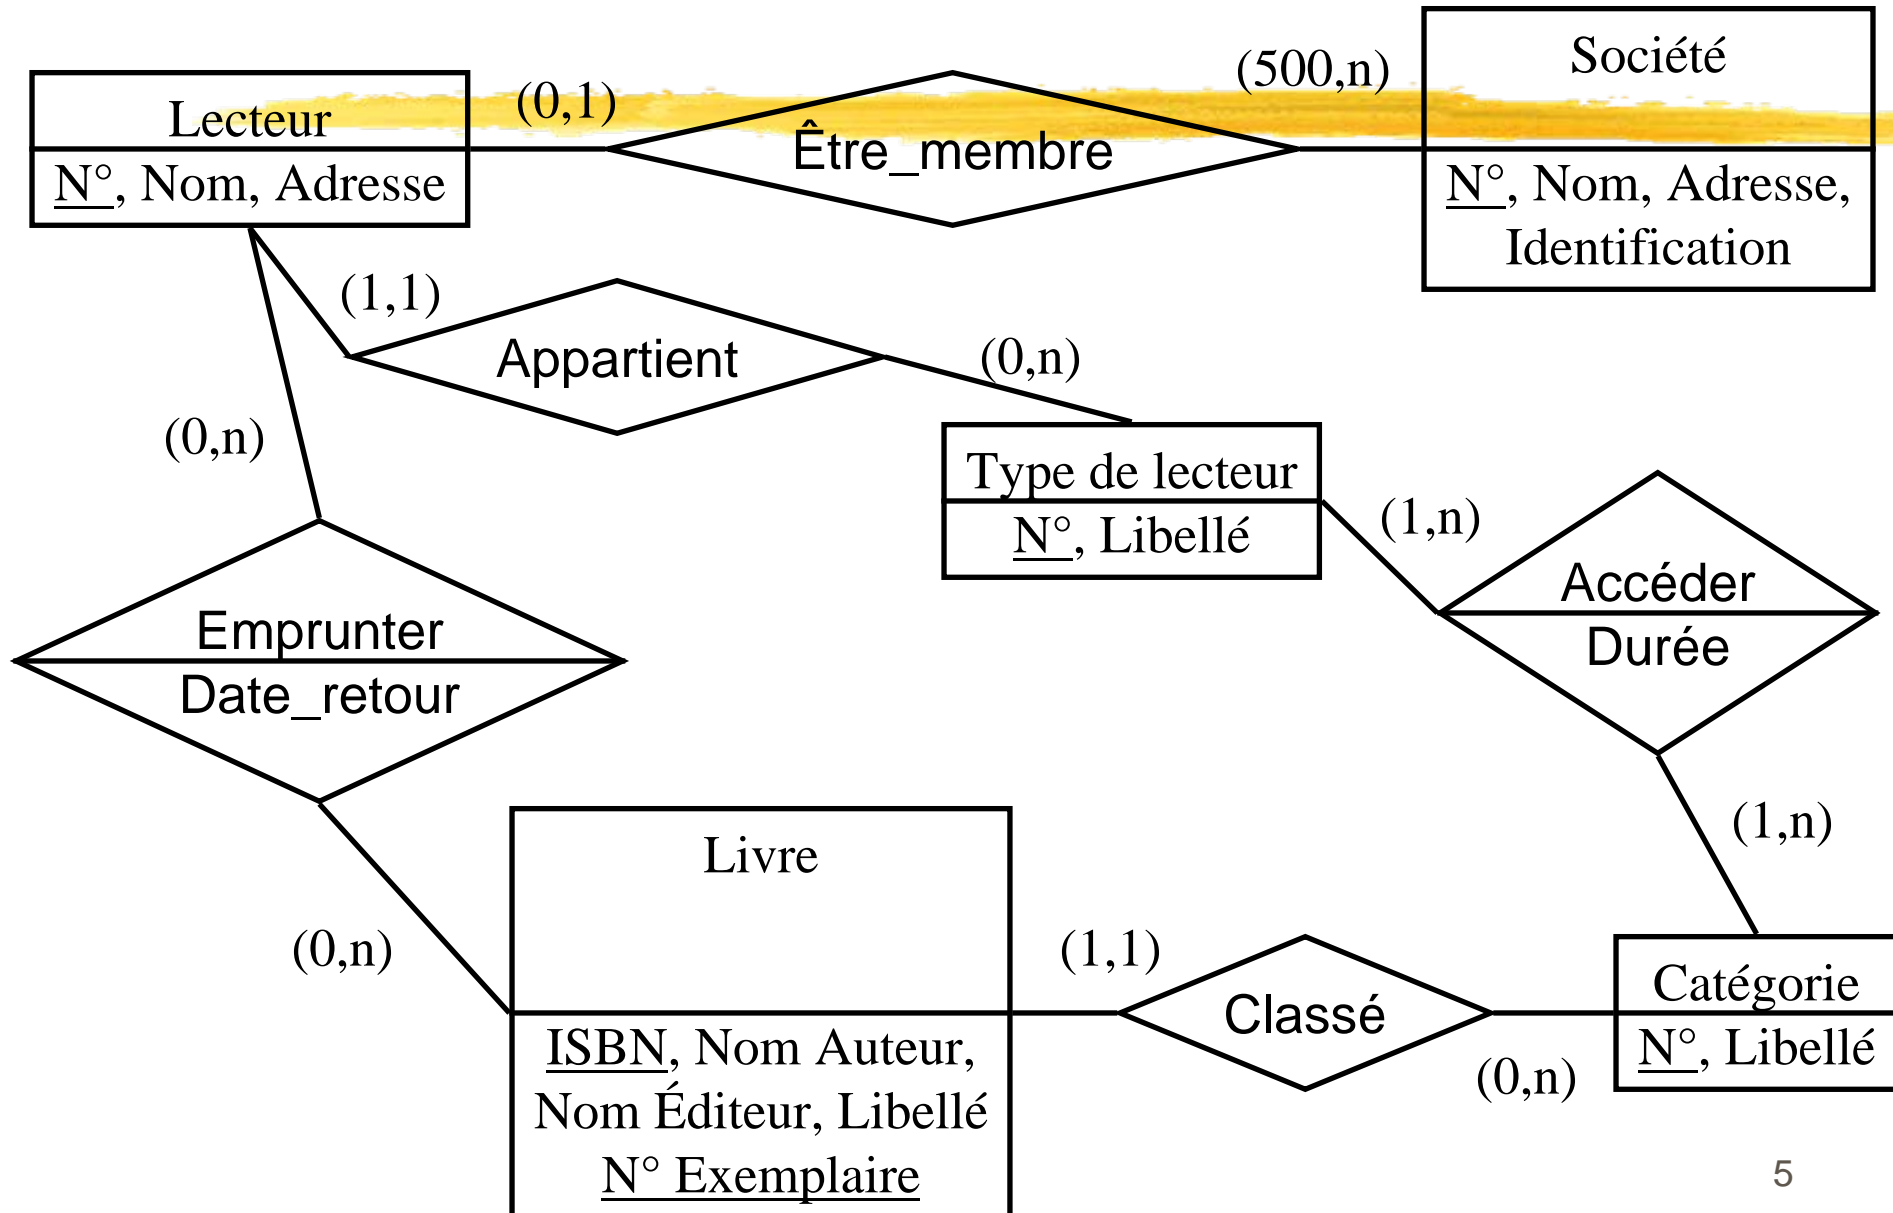 Société
(500,n)
(0,1)
Lecteur
Être_membre
N°, Nom, Adresse
N°, Nom, Adresse,
Identification
(1,1)
Appartient
(0,n)
(0,n)
Type de lecteur
N°, Libellé
(1,n)
Accéder
Durée
Emprunter
Date_retour
(1,n)
Livre
(0,n)
(1,1)
Classé
Catégorie
N°, Libellé
(0,n)
ISBN, Nom Auteur,
Nom Éditeur, Libellé
N° Exemplaire
5